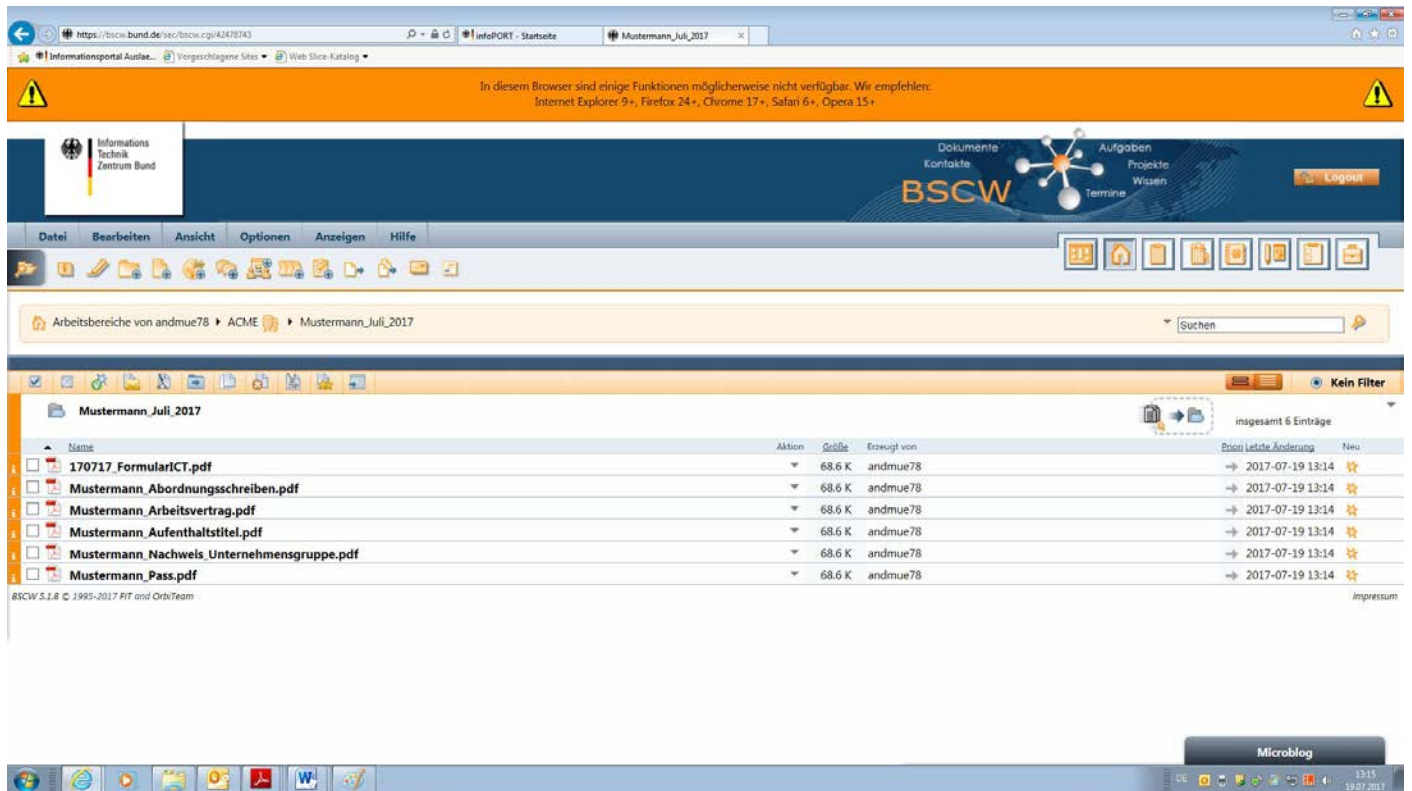 https://bscw.bund.de/sec/bscw.cgi/42478743
infoPORT - Startseite
Mustermann_Juli_2017
Informationsportal Auslae...
Vorgeschlagene Sites
Web Slice-Katalog
In diesem Browser sind einige Funktionen möglicherweise nicht verfügbar. Wir empfehlen:
Internet Explorer 9+, Firefox 24+, Chrome 17+, Safari 6+, Opera 15+
Informations
Technik
Zentrum Bund
Dokumente
Kontakte
BSCW
Aufgaben
Projekte
Wissen
Termine
Logout
Datei Bearbeiten Ansicht Optionen Anzeigen Hilfe
Arbeitsbereiche von andmue78 ACME Mustermann_Juli_2017
Suchen
Kein Filter
Mustermann_Juli_2017
insgesamt 6 Einträge
Name Aktion Größe Erzeugt von Prior Letzte Änderung Neu
170717_FormularICT.pdf 68.6 K andmue78 2017-07-19 13:14
Mustermann_Abordnungsschreiben.pdf 68.6 K andmue78 2017-07-19 13:14
Mustermann_Arbeitsvertrag.pdf 68.6 K andmue78 2017-07-19 13:14
Mustermann_Aufenthaltstitel.pdf 68.6 K andmue78 2017-07-19 13:14
Mustermann_Nachweis_Unternehmensgruppe.pdf 68.6 K andmue78 2017-07-19 13:14
Mustermann_Pass.pdf 68.6 K andmue78 2017-07-19 13:14
BSCW 5.1.8 © 1995-2017 FIT and OrbiTeam
Impressum
Microblog
DE
13:15
19.07.2017